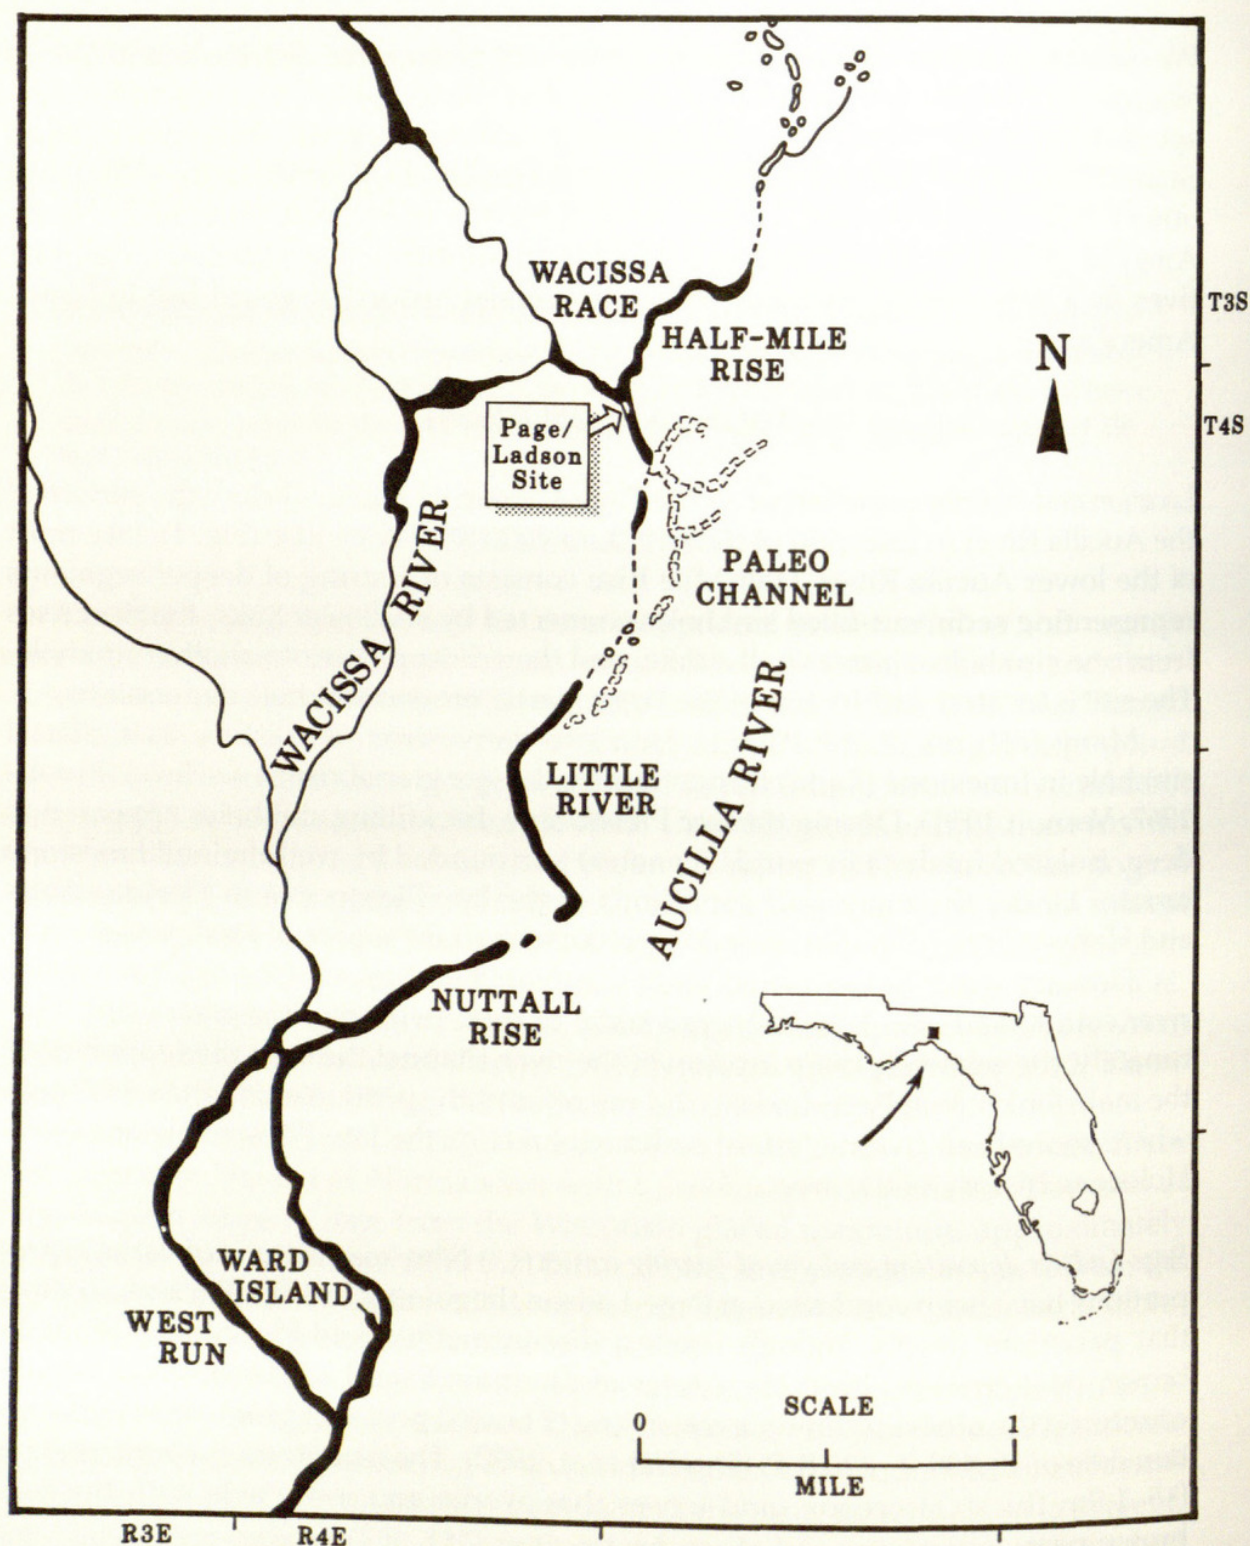 WACISSA
RACE
T3S
HALF-MILE
RISE
N
T4S
Page/
Ladson
Site
WACISSA RIVER
PALEO
CHANNEL
LITTLE
RIVER
AUCILLA RIVER
NUTTALL
RISE
WARD
ISLAND
WEST
RUN
SCALE
0 1
MILE
R3E R4E